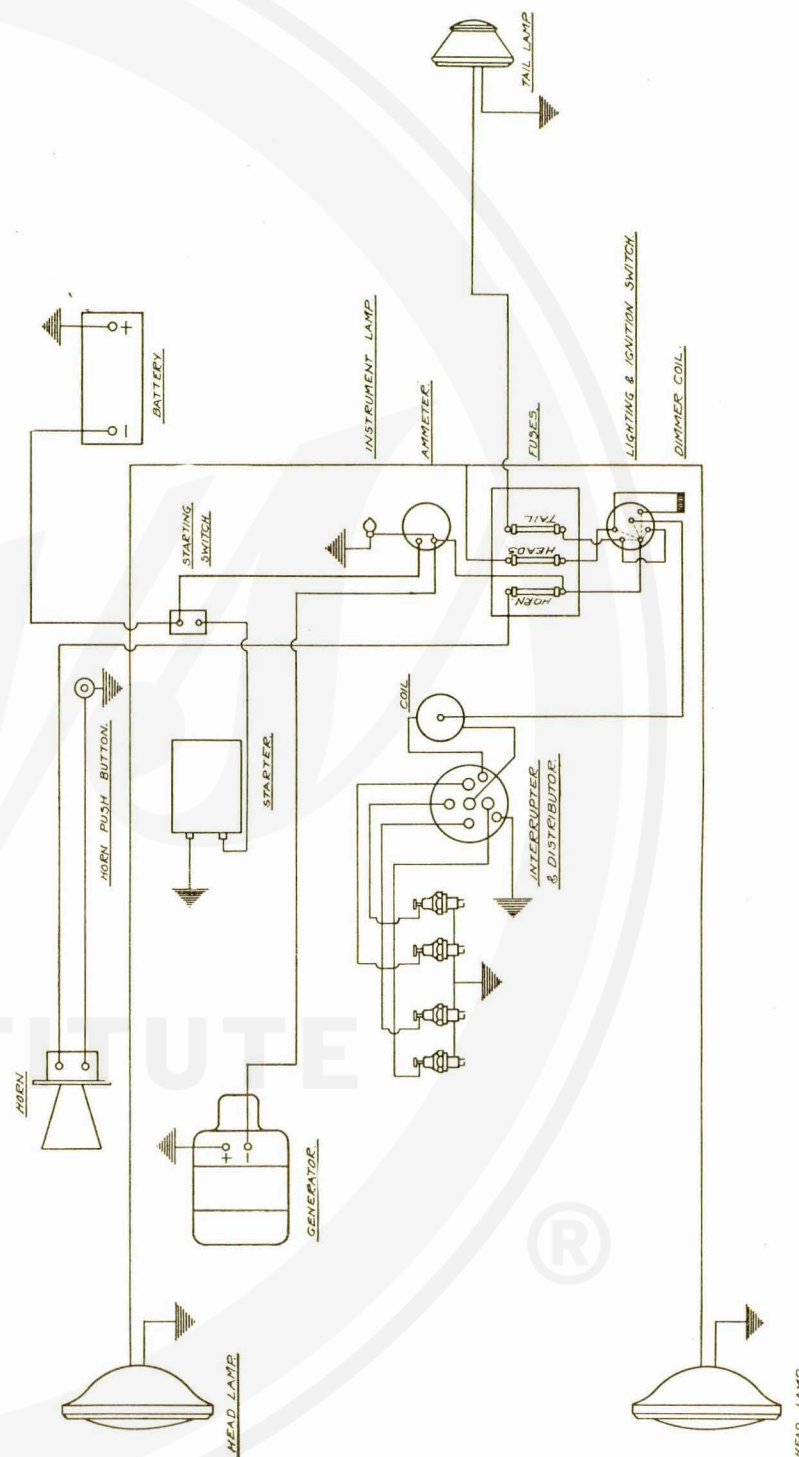 TAIL LAMP
BATTERY
+
-
INSTRUMENT LAMP
AMMETER.
FUSES.
LIGHTING & IGNITION SWITCH.
DIMMER COIL.
STARTING
SWITCH
TAIL
HEADS
HORN
HORN PUSH BUTTON.
STARTER.
COIL
INTERRUPTER
& DISTRIBUTOR.
HORN
GENERATOR.
+
-
HEAD LAMP.
HEAD LAMP
TITUTE
®